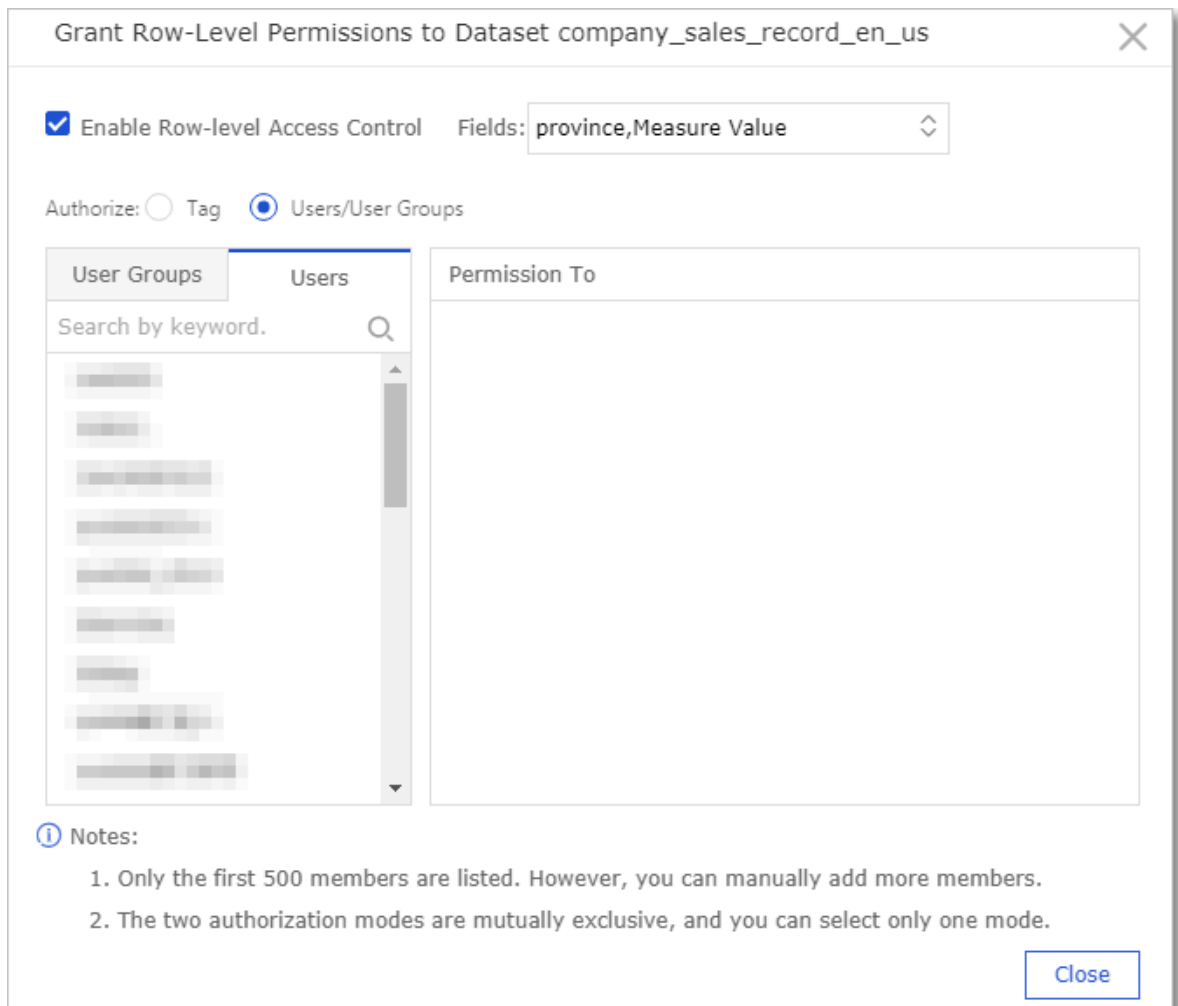 Grant Row-Level Permissions to Dataset company_sales_record_en_us
Enable Row-level Access Control Fields: province,Measure Value
Authorize: Tag Users/User Groups
User Groups Users Permission To
Search by keyword.
Notes:
1. Only the first 500 members are listed. However, you can manually add more members.
2. The two authorization modes are mutually exclusive, and you can select only one mode.
Close